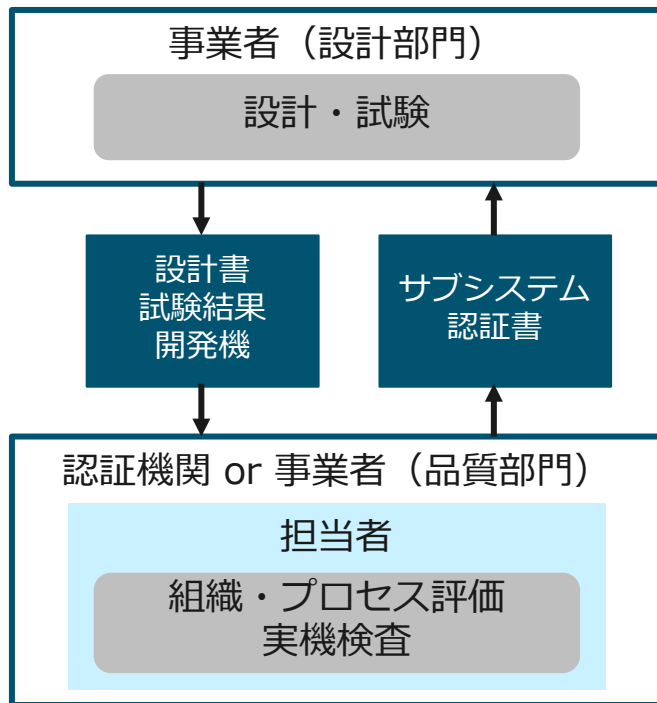 事業者（設計部門）
設計・試験
設計書
試験結果
開発機
サブシステム
認証書
認証機関 or 事業者（品質部門）
担当者
組織・プロセス評価
実機検査